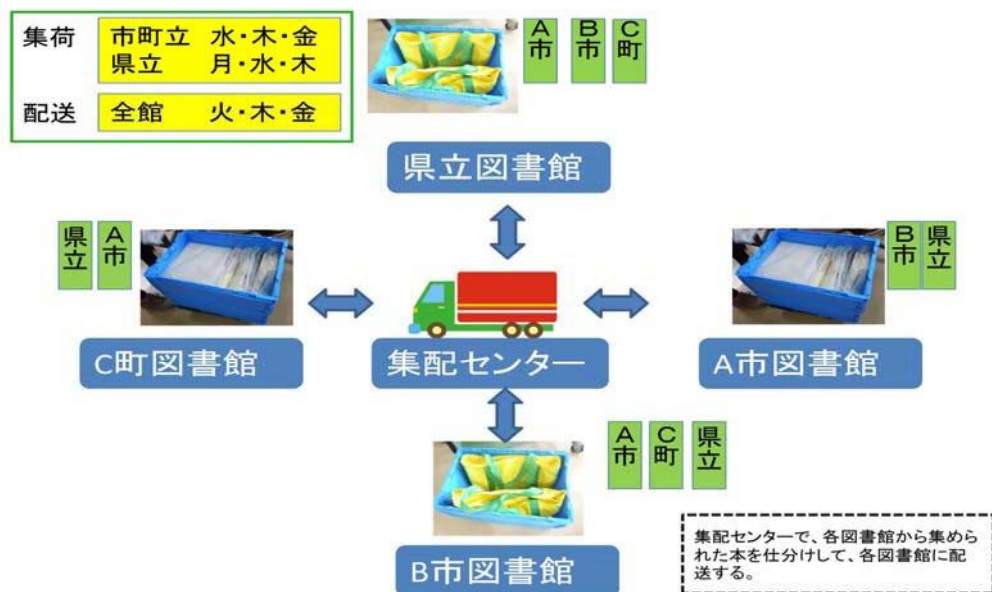 集荷 市町立 水・木・金
県立 月・水・木
配送 全館 火・木・金
A市 B市 C町
県立図書館
県立 A市
B市 県立
C町図書館
集配センター
A市図書館
A市 C町 県立
B市図書館
集配センターで、各図書館から集めら
れた本を仕分けして、各図書館に配
送する。